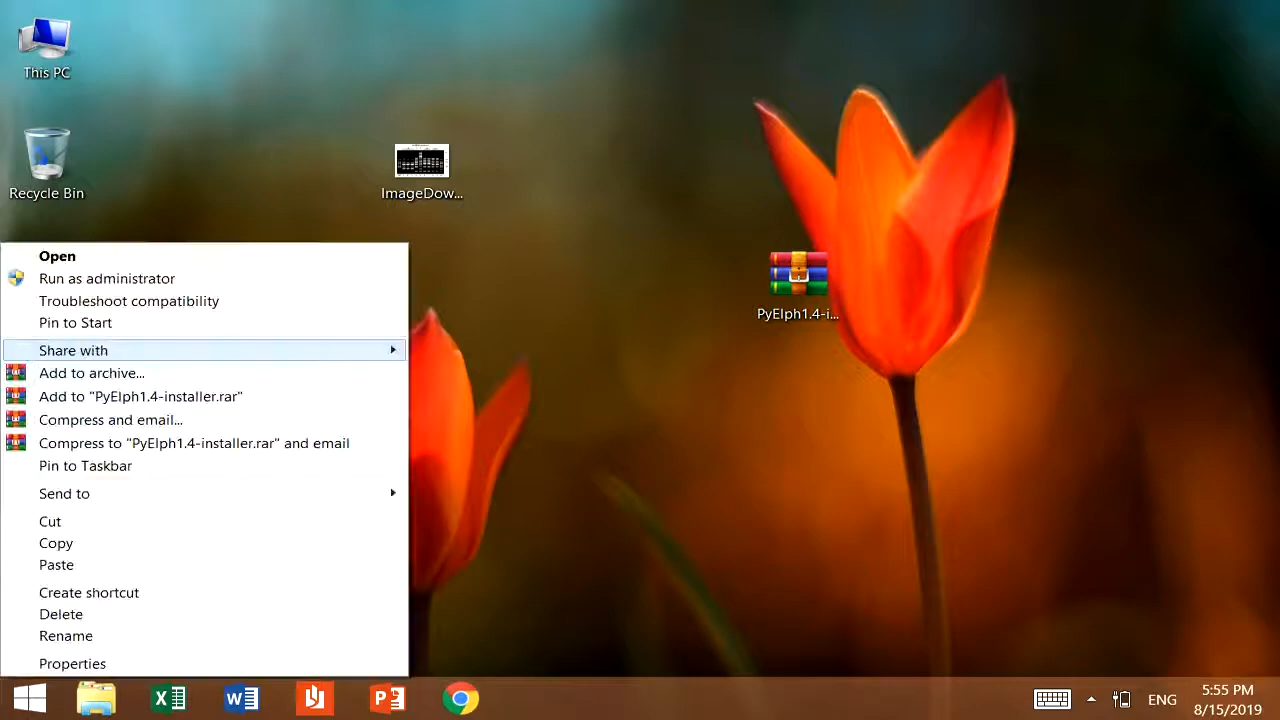 This PC
Recycle Bin
ImageDow...
PyElph1.4-i...
Open
Run as administrator
Troubleshoot compatibility
Pin to Start
Share with
Add to archive...
Add to "PyElph1.4-installer.rar"
Compress and email...
Compress to "PyElph1.4-installer.rar" and email
Pin to Taskbar
Send to
Cut
Copy
Paste
Create shortcut
Delete
Rename
Properties
ENG
5:55 PM
8/15/2019